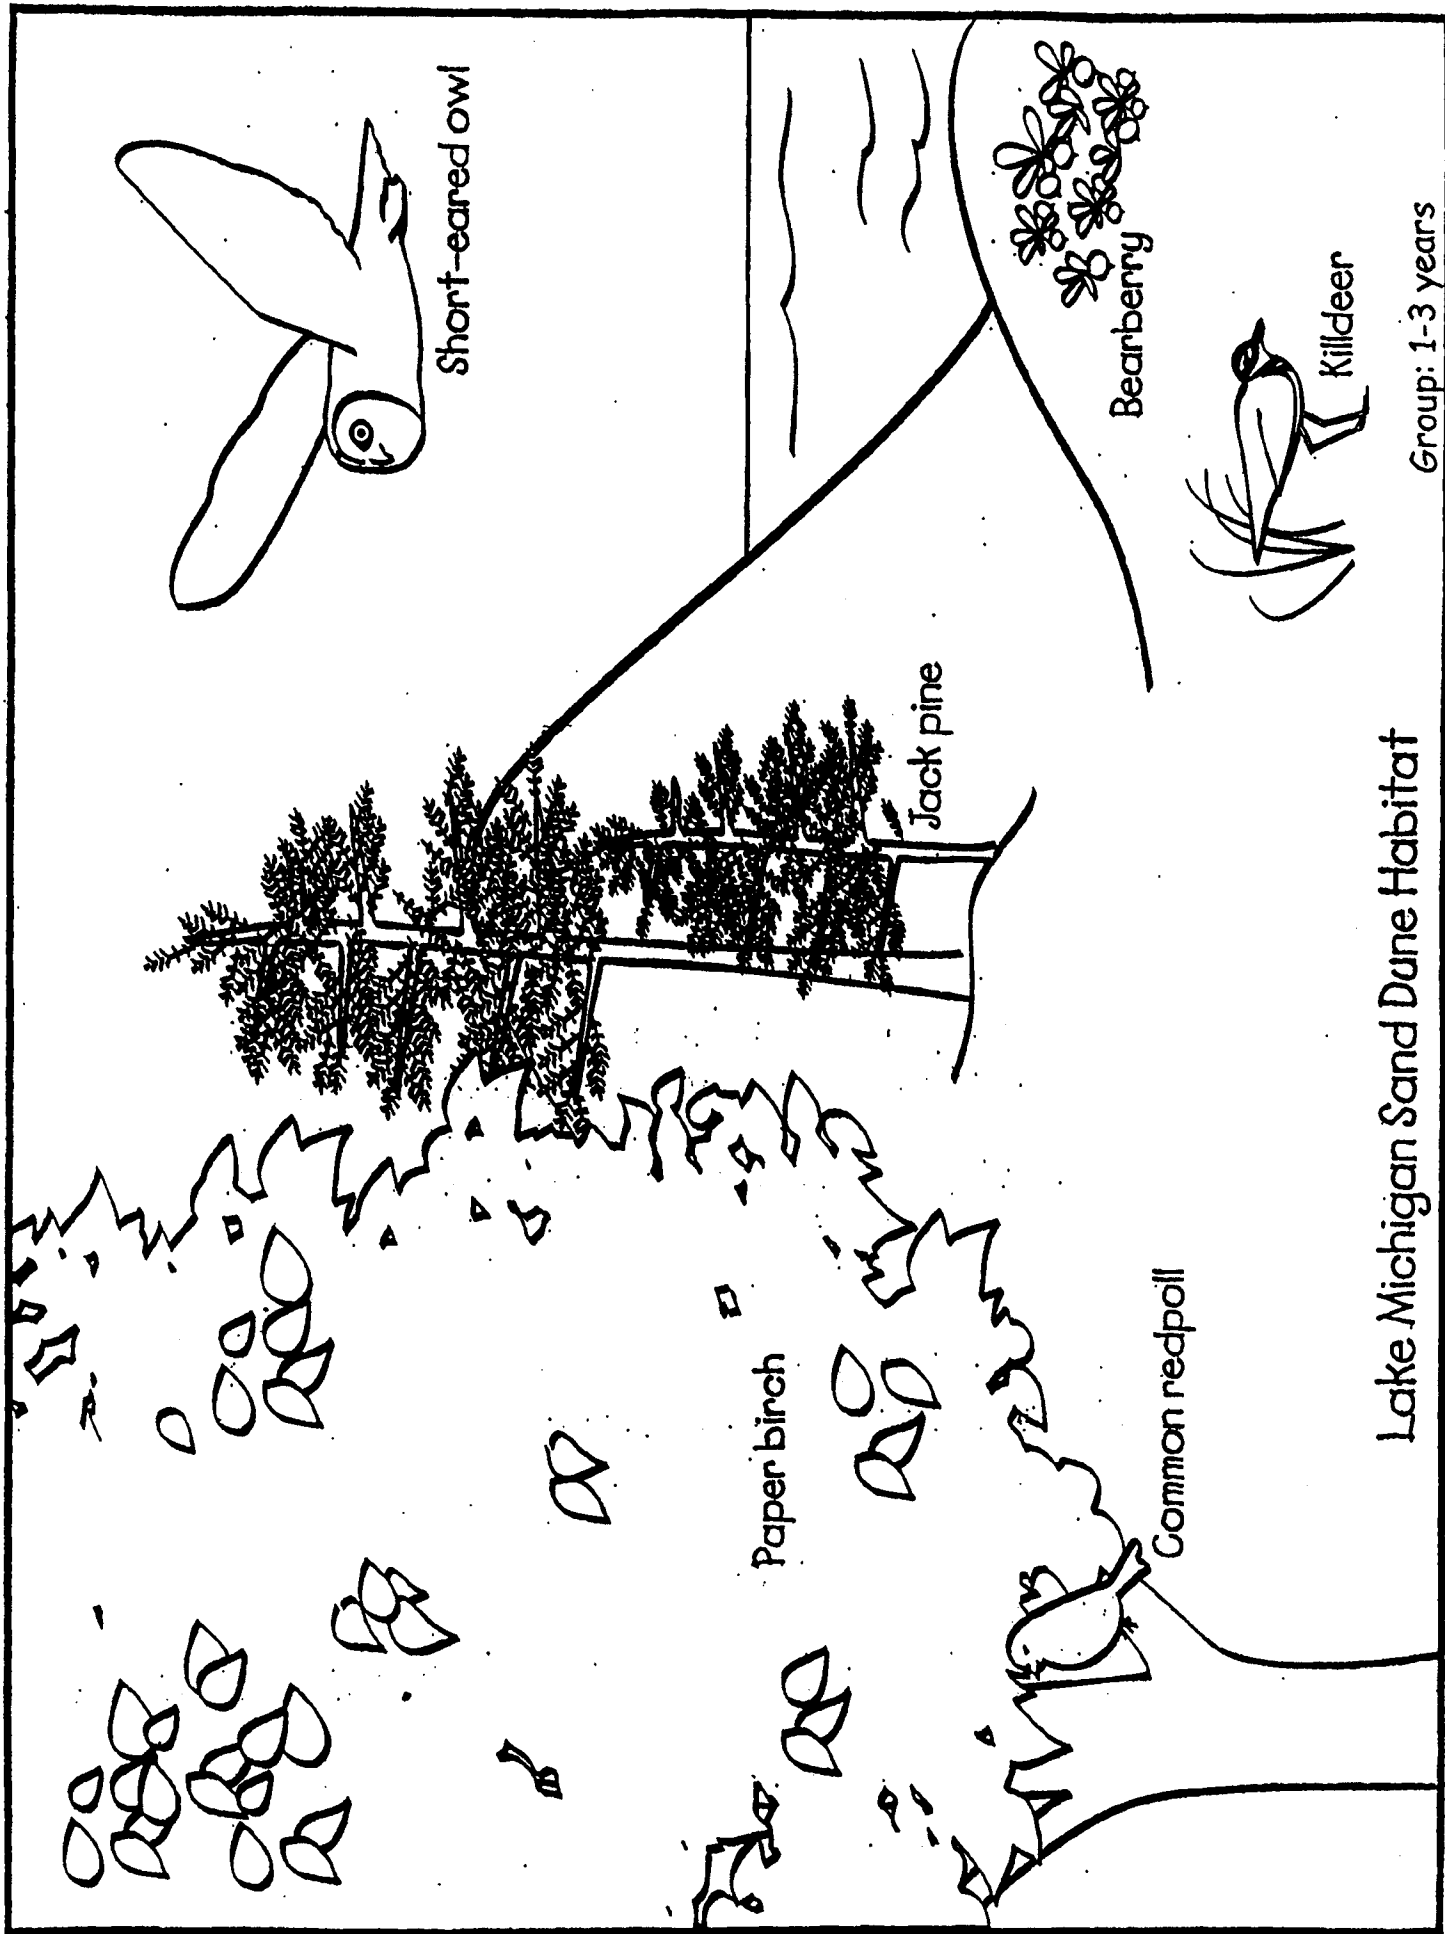 Short-eared owl
Jack pine
Paper birch
Bearberry
Common redpoll
Killdeer
Lake Michigan Sand Dune Habitat
Group: 1-3 years